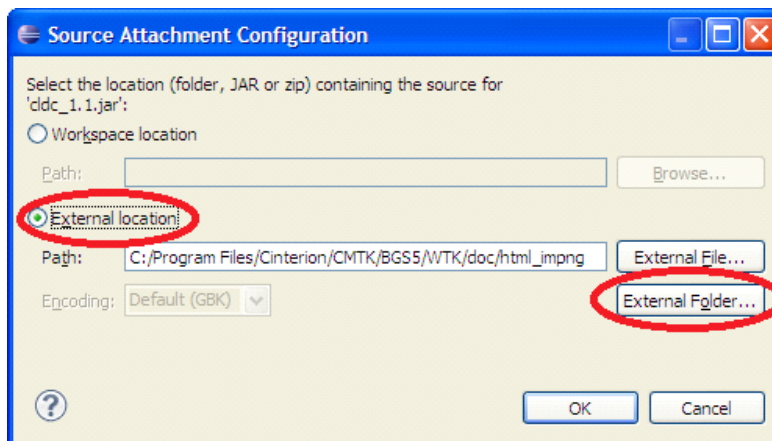 Source Attachment Configuration
Select the location (folder, JAR or zip) containing the source for
'cldc_1.1.jar':
Workspace location
Path:
Browse...
External location
Path:
C:/Program Files/Cinterion/CMTK/BGS5/WTK/doc/html_impng
External File...
Encoding:
Default (GBK)
External Folder...
?
OK
Cancel